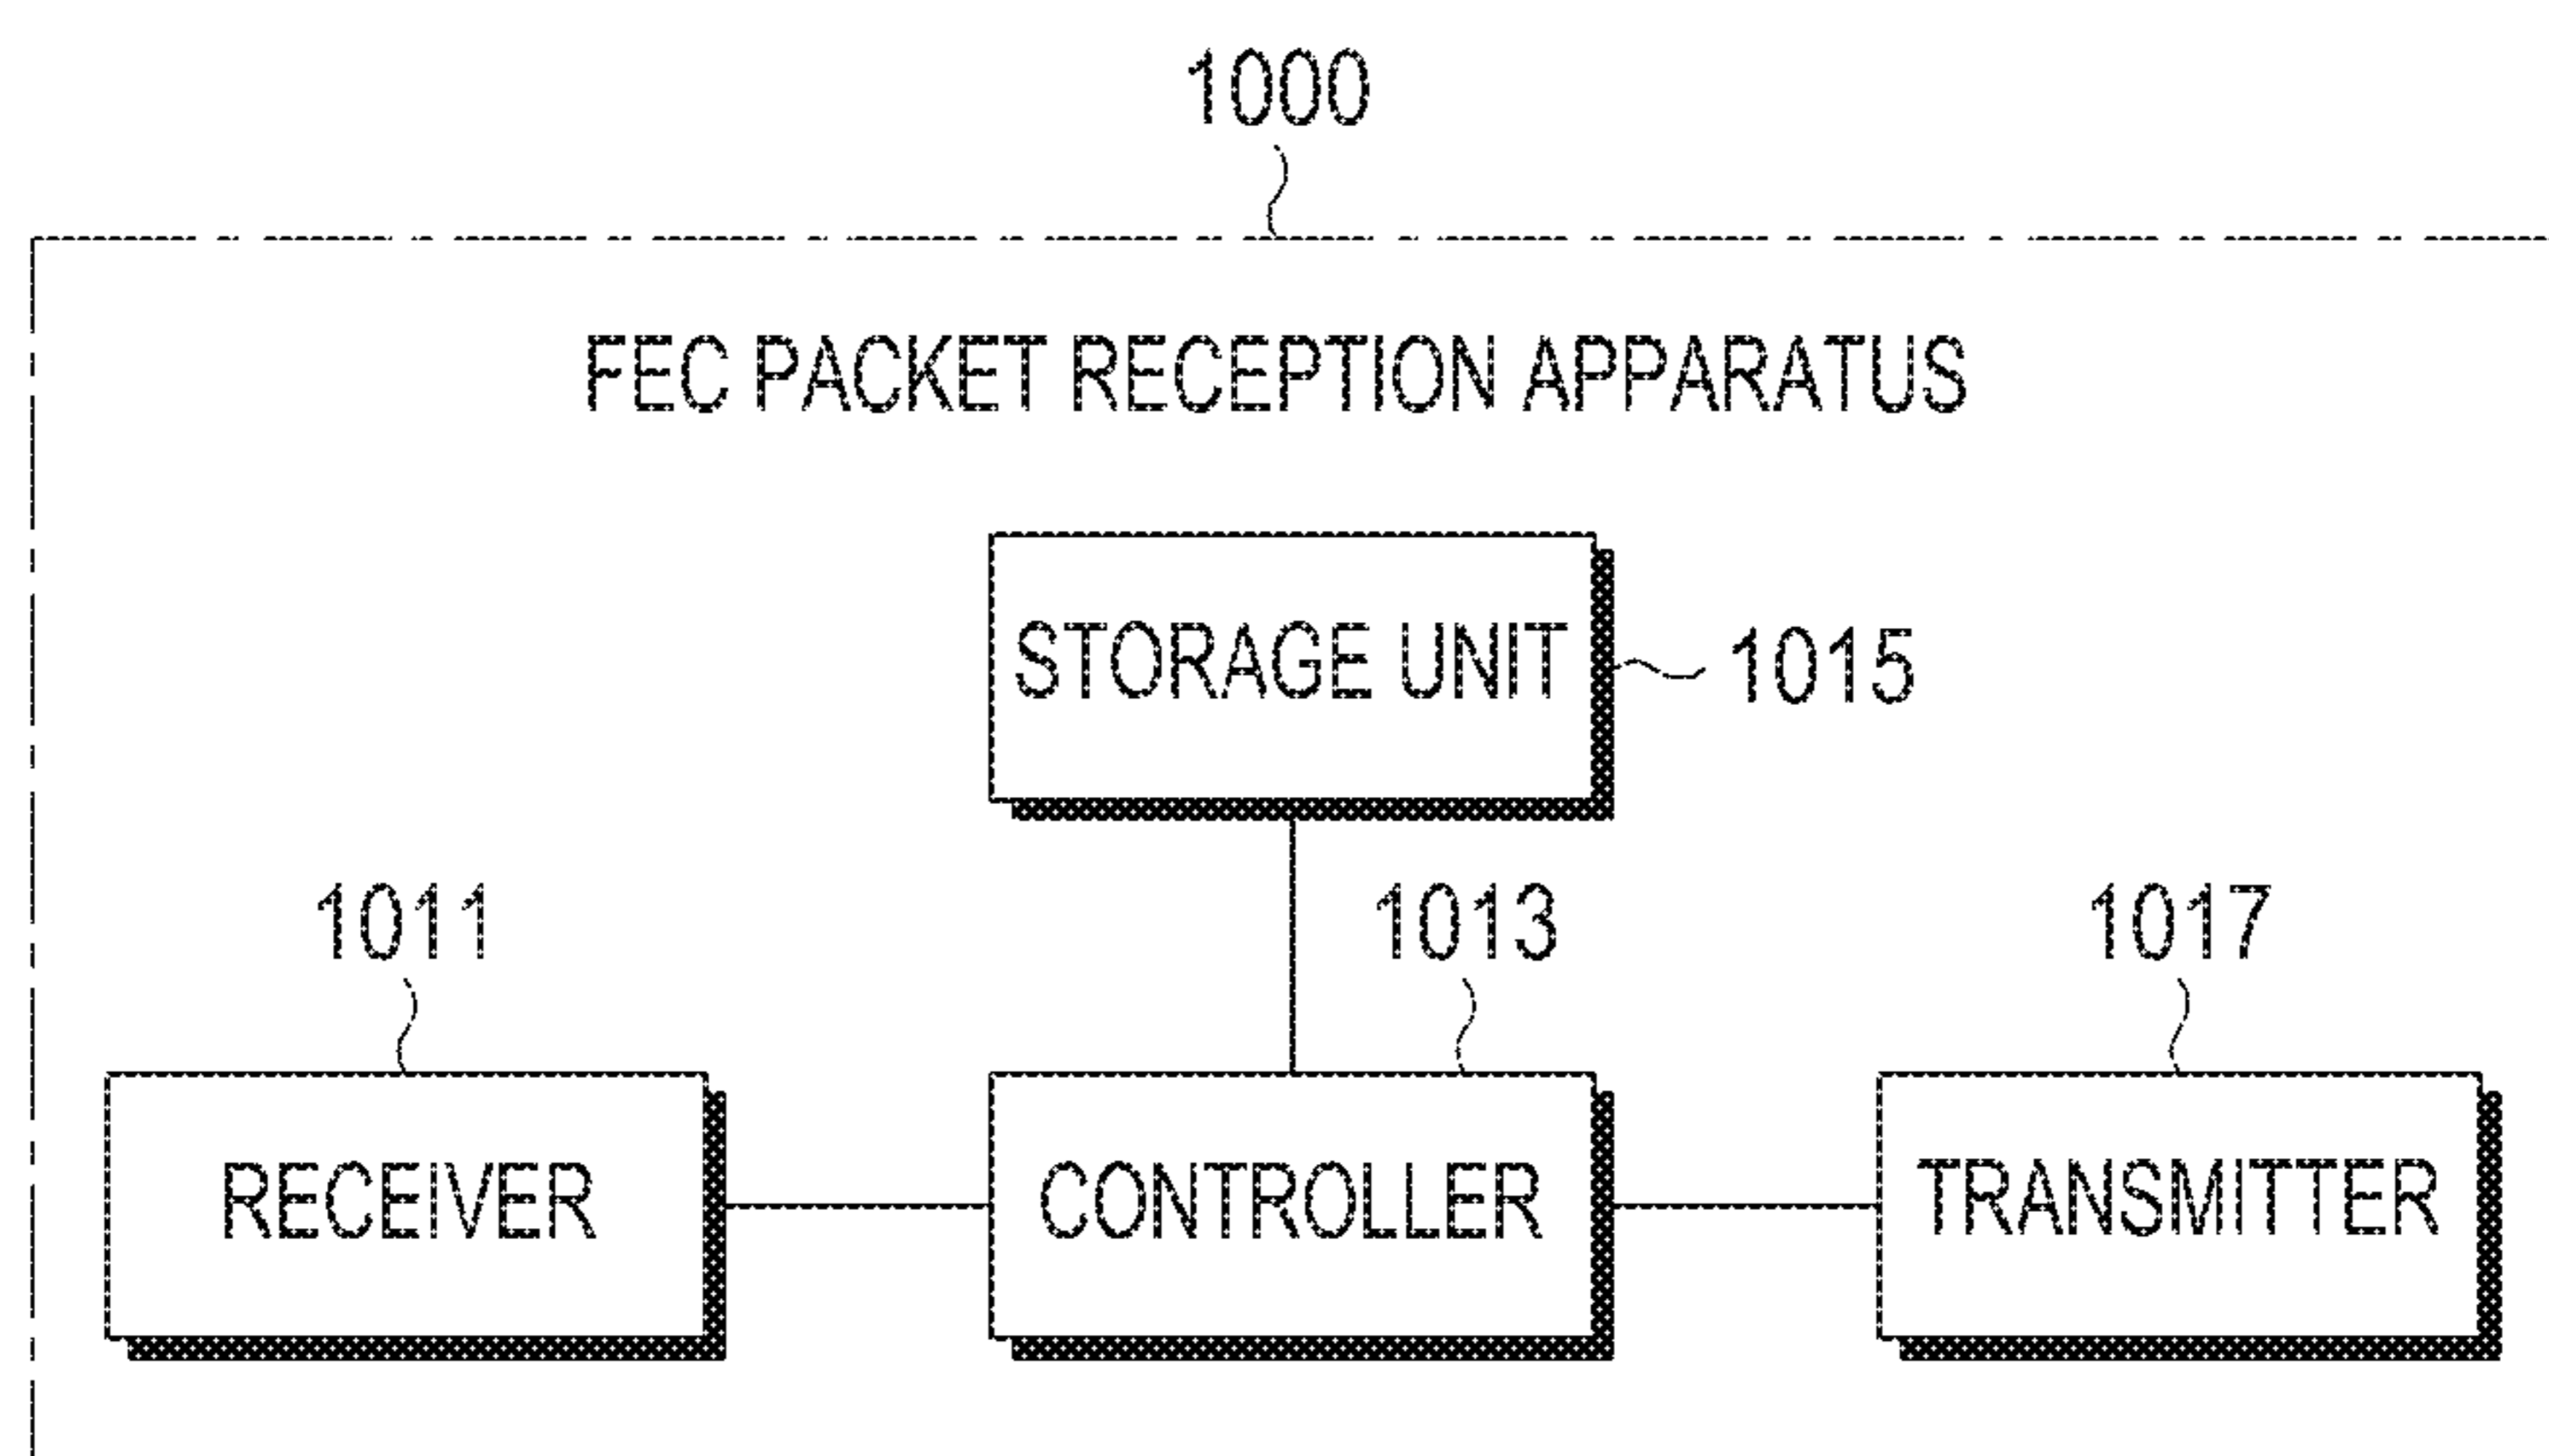 1000
FEC PACKET RECEPTION APPARATUS
STORAGE UNIT
1015
1011
1013
1017
RECEIVER
CONTROLLER
TRANSMITTER